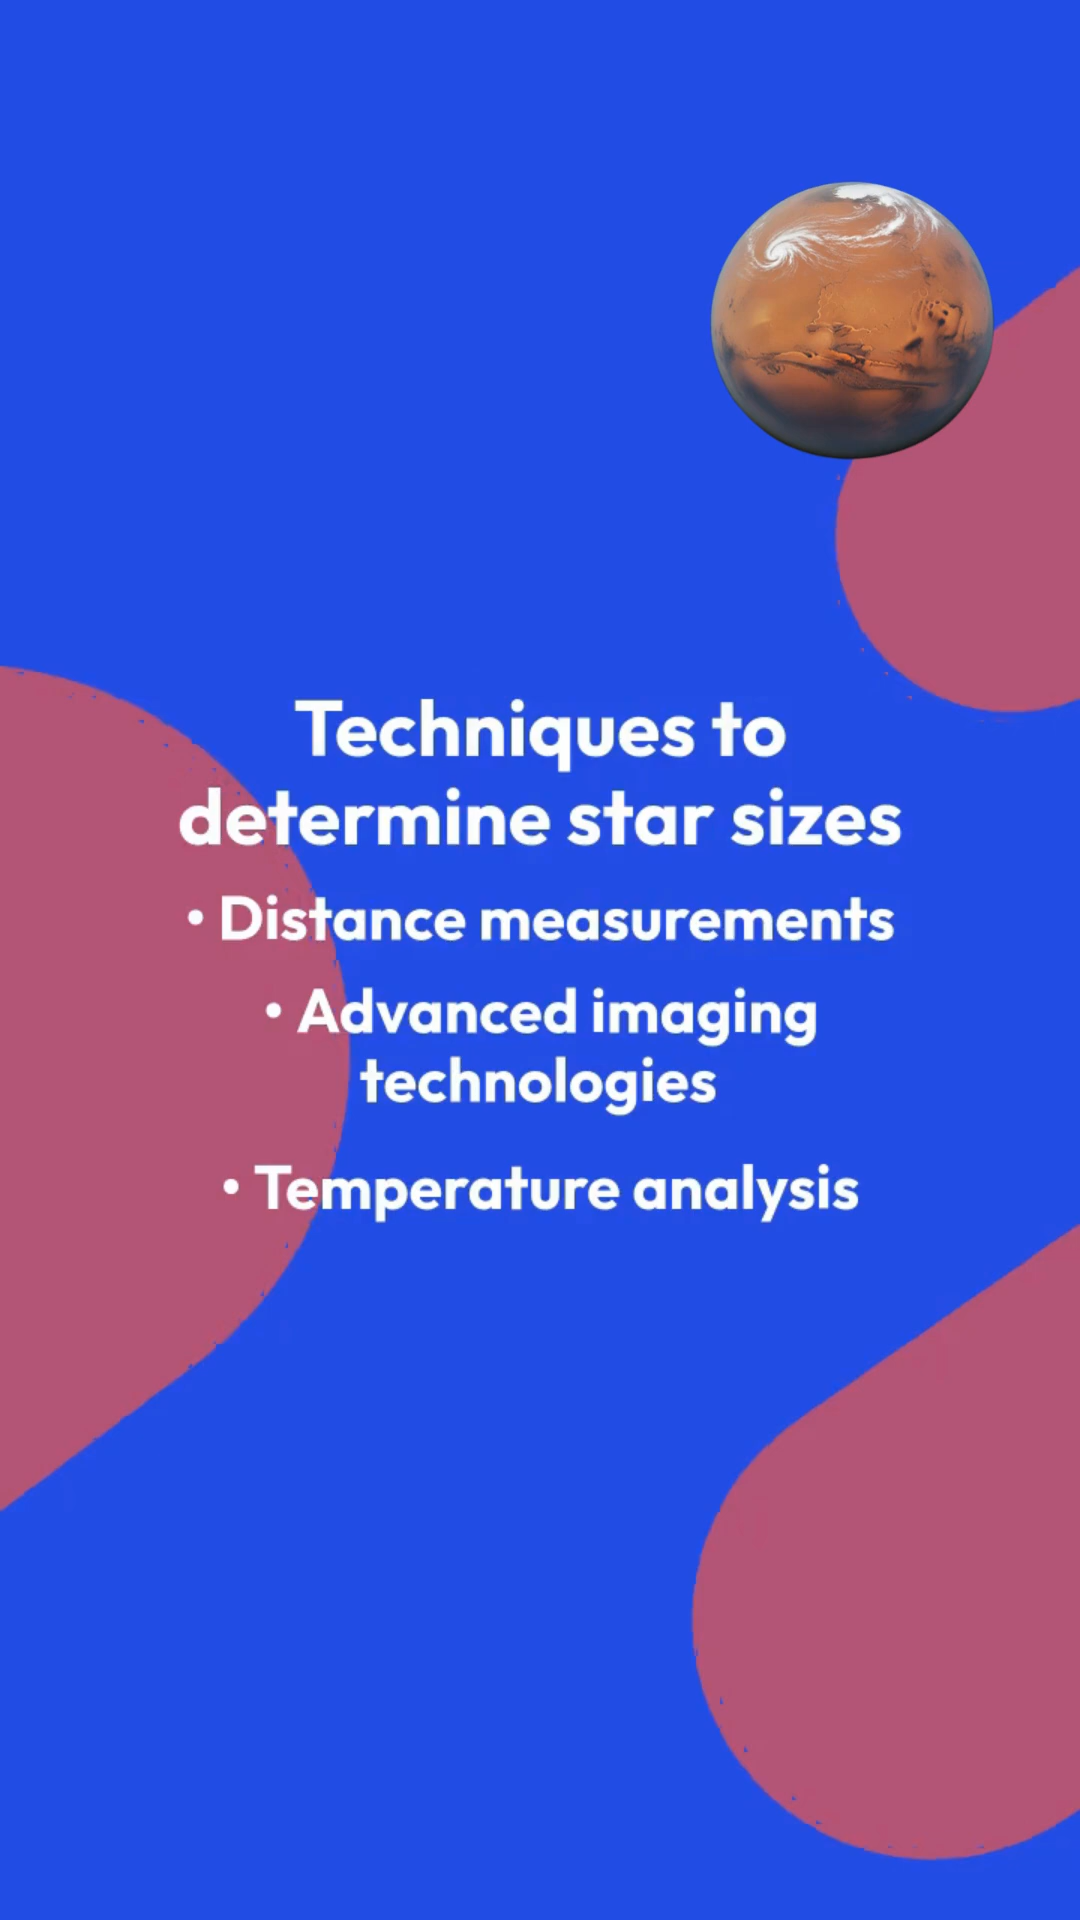 Techniques to
determine star sizes
• Distance measurements
• Advanced imaging
technologies
• Temperature analysis